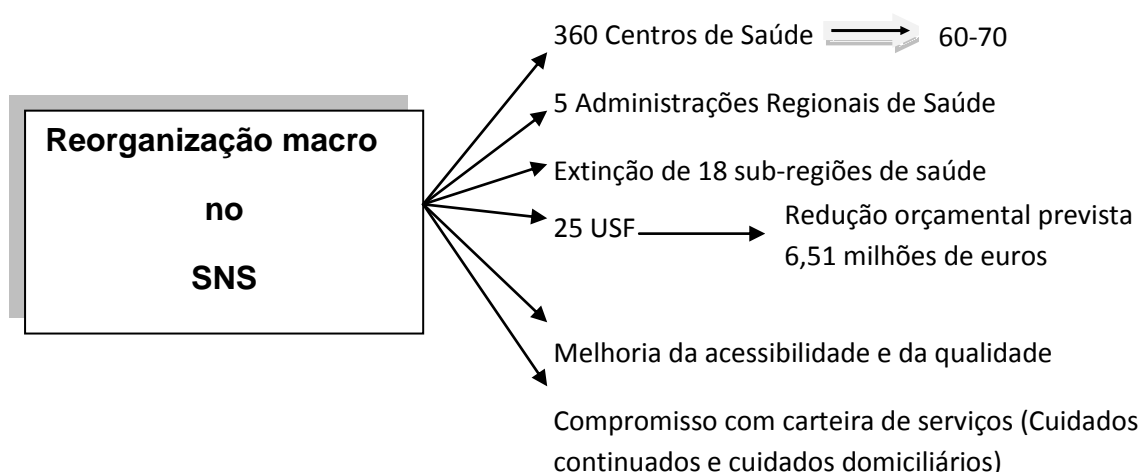 Reorganização macro
no
SNS
360 Centros de Saúde 60-70
5 Administrações Regionais de Saúde
Extinção de 18 sub-regiões de saúde
25 USF
Redução orçamental prevista
6,51 milhões de euros
Melhoria da acessibilidade e da qualidade
Compromisso com carteira de serviços (Cuidados
continuados e cuidados domiciliários)